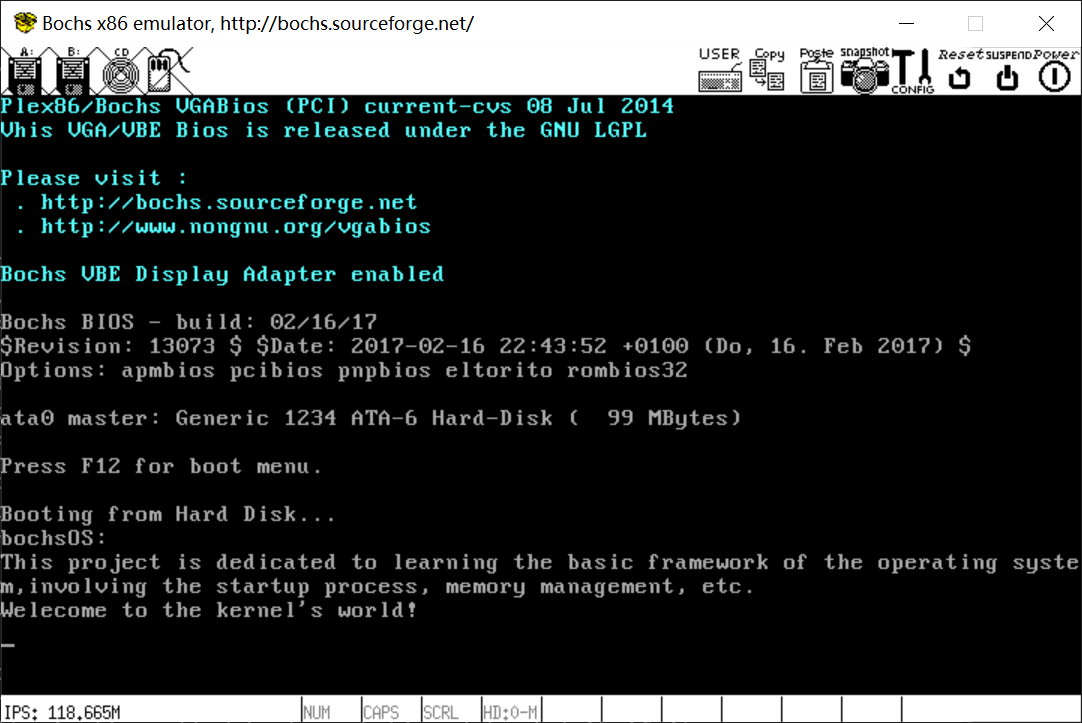 Bochs x86 emulator, http://bochs.sourceforge.net/
A: B: CD USER Copy Paste snapshot CONFIG Reset SUSPEND Power
Plex86/Bochs VGABios (PCI) current-cvs 08 Jul 2014
Vhis VGA/VBE Bios is released under the GNU LGPL
Please visit :
. http://bochs.sourceforge.net
. http://www.nongnu.org/vgabios
Bochs VBE Display Adapter enabled
Bochs BIOS - build: 02/16/17
$Revision: 13073 $ $Date: 2017-02-16 22:43:52 +0100 (Do, 16. Feb 2017) $
Options: apmbios pcibios pnpbios eltorito rombios32
ata0 master: Generic 1234 ATA-6 Hard-Disk (  99 MBytes)
Press F12 for boot menu.
Booting from Hard Disk...
bochsOS:
This project is dedicated to learning the basic framework of the operating syste
m,involving the startup process, memory management, etc.
Welecome to the kernel's world!
_
IPS: 118.665M NUM CAPS SCRL HD:0-M